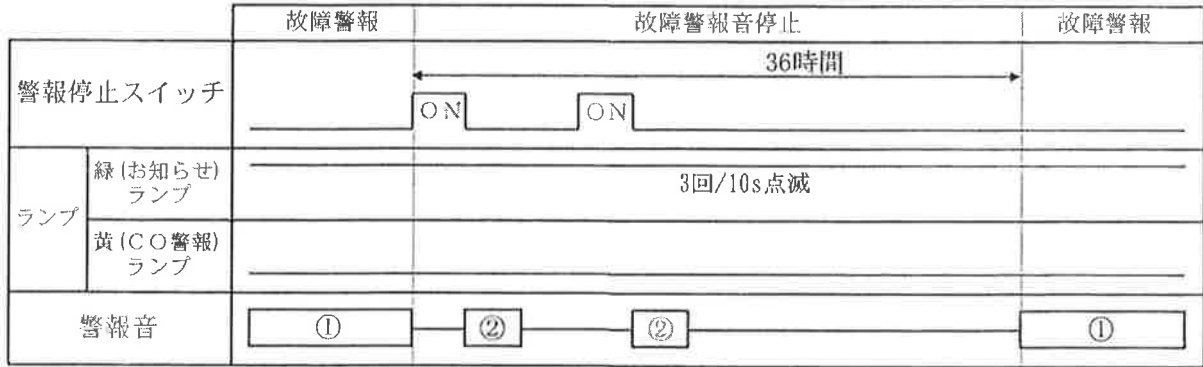 故障警報 故障警報音停止 故障警報
警報停止スイッチ
36時間
ON ON
ランプ
緑(お知らせ)
ランプ
3回/10s点滅
黄(CO警報)
ランプ
警報音
① ② ② ①